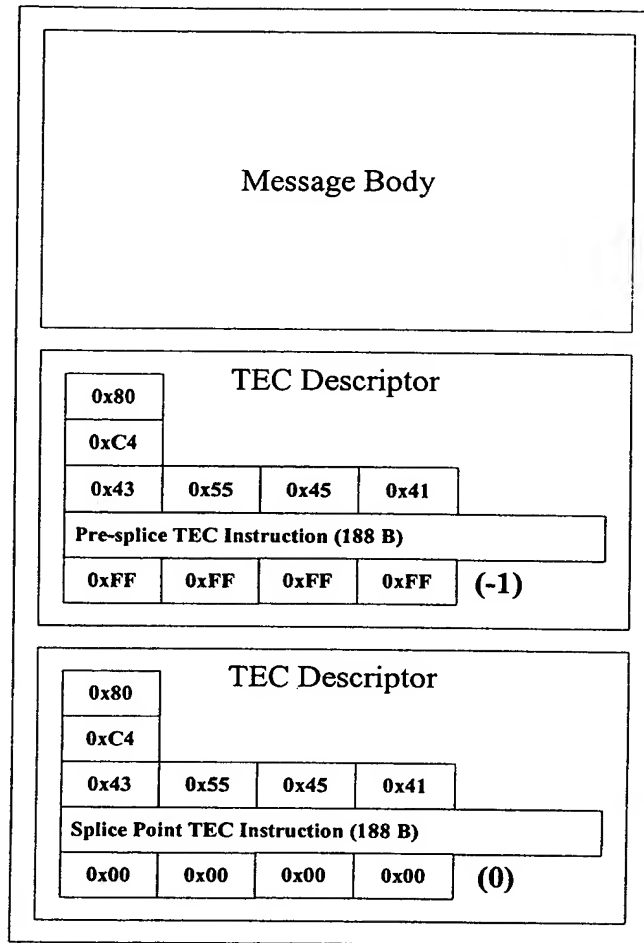 Message Body
TEC Descriptor
0x80
0xC4
0x43 0x55 0x45 0x41
Pre-splice TEC Instruction (188 B)
0xFF 0xFF 0xFF 0xFF (-1)
TEC Descriptor
0x80
0xC4
0x43 0x55 0x45 0x41
Splice Point TEC Instruction (188 B)
0x00 0x00 0x00 0x00 (0)